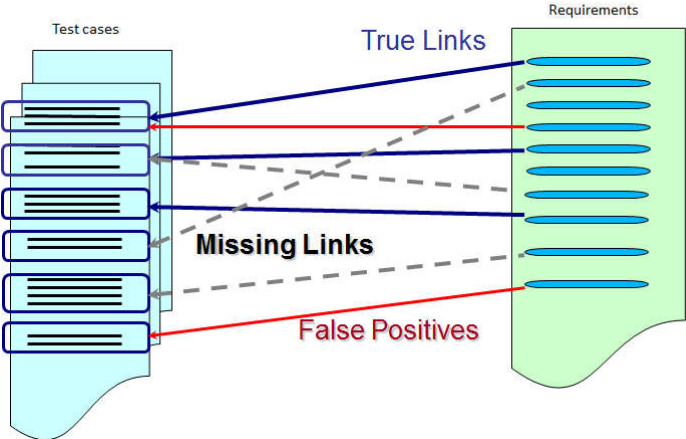 Requirements
Test cases
True Links
Missing Links
False Positives